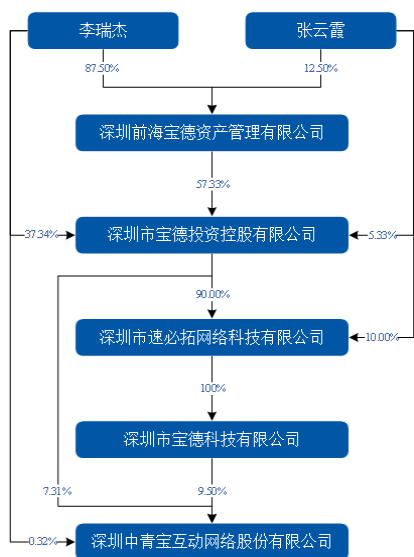 李瑞杰
张云霞
87.50%
12.50%
深圳前海宝德资产管理有限公司
57.33%
深圳市宝德投资控股有限公司
37.34%
5.33%
90.00%
深圳市速必拓网络科技有限公司
10.00%
100%
深圳市宝德科技有限公司
7.31%
9.50%
深圳中青宝互动网络股份有限公司
0.32%